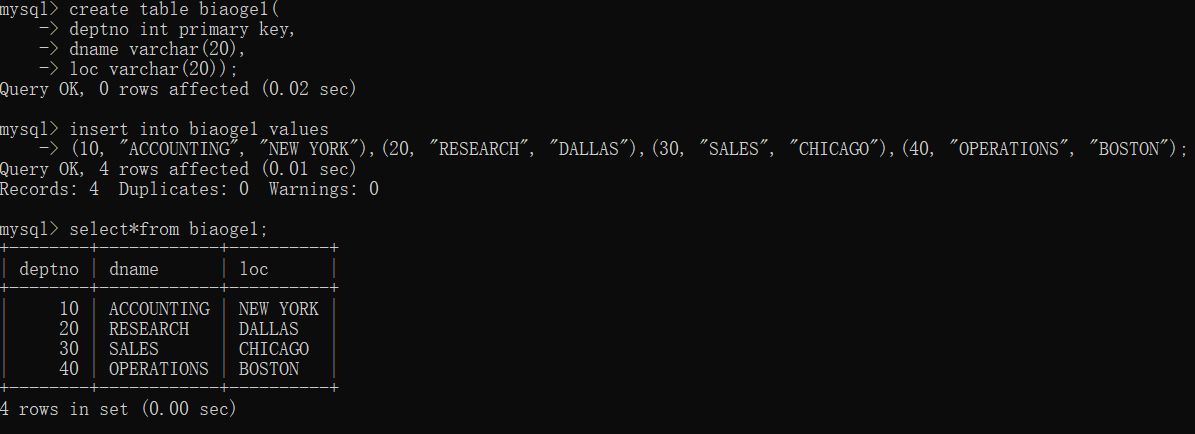 mysql> create table biaogel(
    -> deptno int primary key,
    -> dname varchar(20),
    -> loc varchar(20));
Query OK, 0 rows affected (0.02 sec)

mysql> insert into biaogel values
    -> (10, "ACCOUNTING", "NEW YORK"),(20, "RESEARCH", "DALLAS"),(30, "SALES", "CHICAGO"),(40, "OPERATIONS", "BOSTON");
Query OK, 4 rows affected (0.01 sec)
Records: 4  Duplicates: 0  Warnings: 0

mysql> select*from biaogel;
+--------+------------+----------+
| deptno | dname      | loc      |
+--------+------------+----------+
|     10 | ACCOUNTING | NEW YORK |
|     20 | RESEARCH   | DALLAS   |
|     30 | SALES      | CHICAGO  |
|     40 | OPERATIONS | BOSTON   |
+--------+------------+----------+
4 rows in set (0.00 sec)